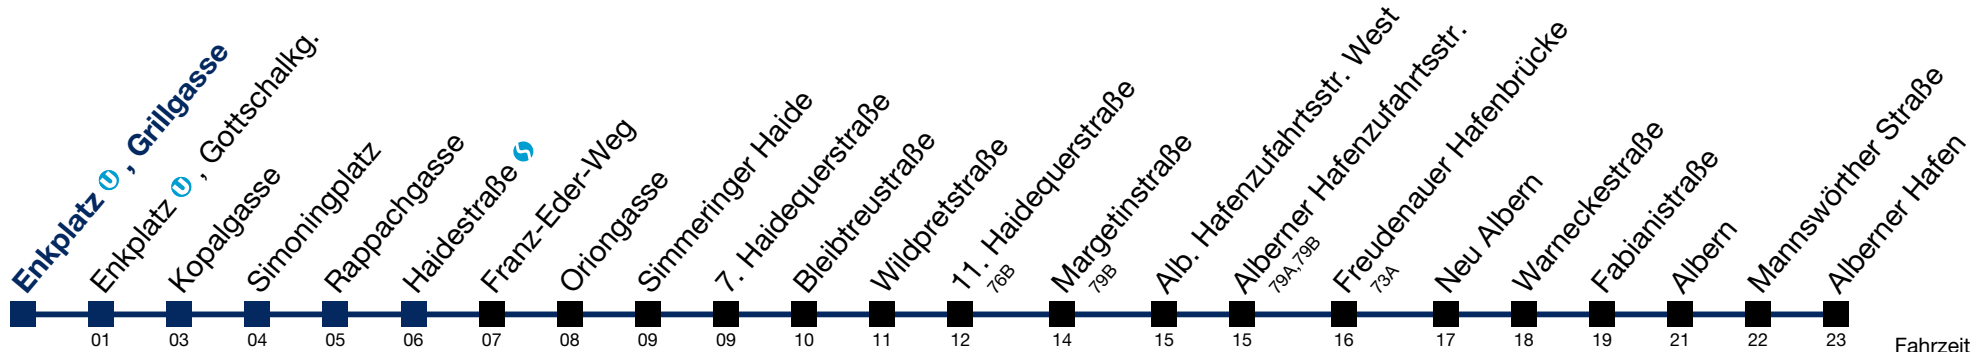 Enkplatz U, Grillgasse
Enkplatz U, Gottschalkg.
Kopalgasse
Simoningplatz
Rappachgasse
Haidestraße S
Franz-Eder-Weg
Oriongasse
Simmeringer Haide
7. Haidequerstraße
Bleibtreustraße
Wildpretstraße
11. Haidequerstraße
76B
Margetinstraße
79B
Alb. Hafenzufahrtsstr. West
Alberner Hafenzufahrtsstr.
79A,79B
Freudenauer Hafenbrücke
73A
Neu Albern
Warneckestraße
Fabianistraße
Albern
Mannswörther Straße
Alberner Hafen
01 03 04 05 06 07 08 09 09 10 11 12 14 15 15 16 17 18 19 21 22 23 Fahrzeit